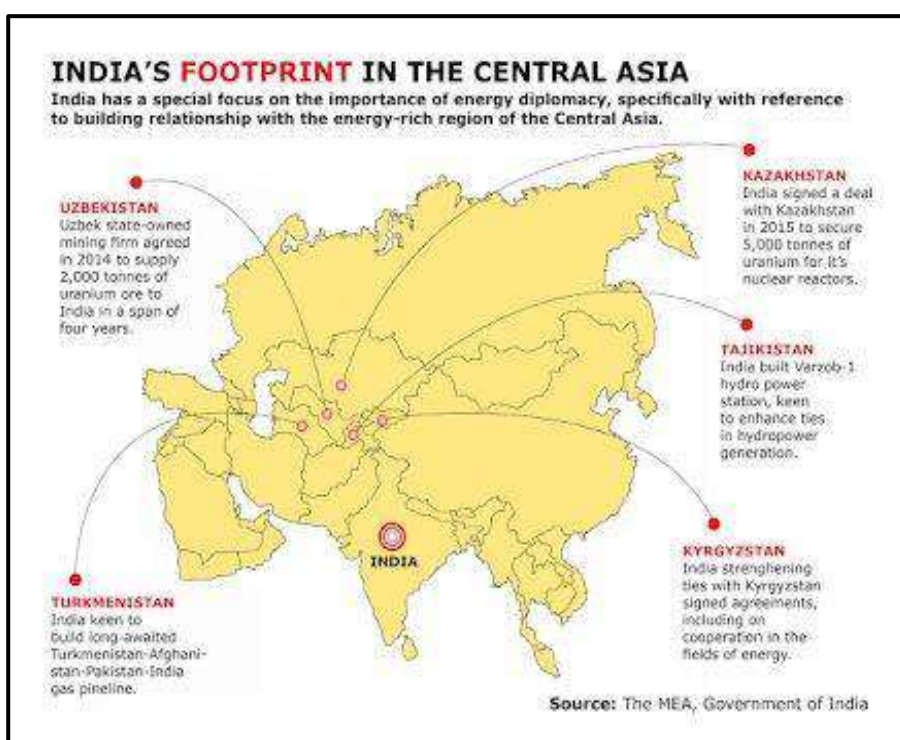 INDIA'S FOOTPRINT IN THE CENTRAL ASIA
India has a special focus on the importance of energy diplomacy, specifically with reference
to building relationship with the energy-rich region of the Central Asia.
UZBEKISTAN
Uzbek state-owned
mining firm agreed
in 2014 to supply
2,000 tonnes of
uranium ore to
India in a span of
four years.
KAZAKHSTAN
India signed a deal
with Kazakhstan
in 2015 to secure
5,000 tonnes of
uranium for it's
nuclear reactors.
TAJIKISTAN
India built Varzob-1
hydro power
station, keen
to enhance ties
in hydropower
generation.
INDIA
KYRGYZSTAN
India strenghening
ties with Kyrgyzstan
signed agreements,
including on
cooperation in the
fields of energy.
TURKMENISTAN
India keen to
build long-awaited
Turkmenistan-Afghani-
stan-Pakistan-India
gas pineline.
Source: The MEA, Government of India